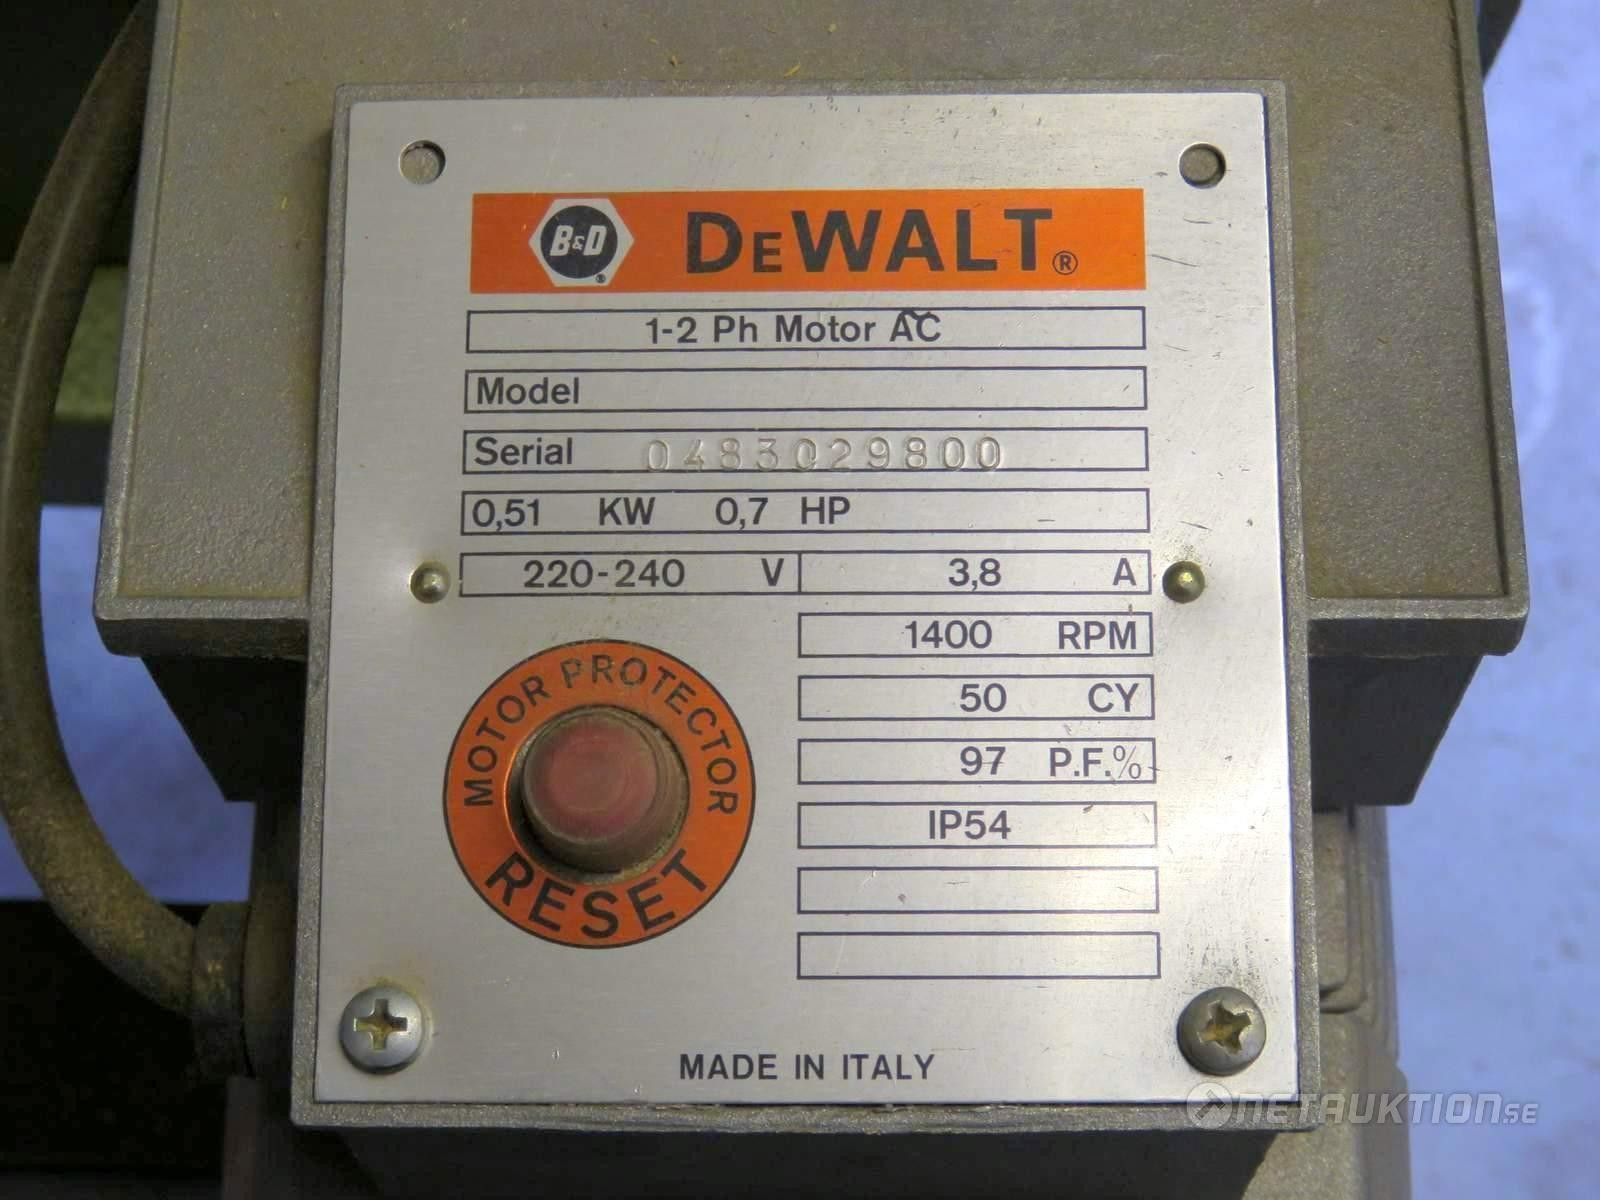 B&D ® DeWALT ®
1-2 Ph Motor AC
Model
Serial 0483029800
0,51 KW 0,7 HP
220-240 V 3,8 A
1400 RPM
50 CY
97 P.F.%
IP54
MOTOR PROTECTOR
RESET
MADE IN ITALY
NETAUKTION.SE